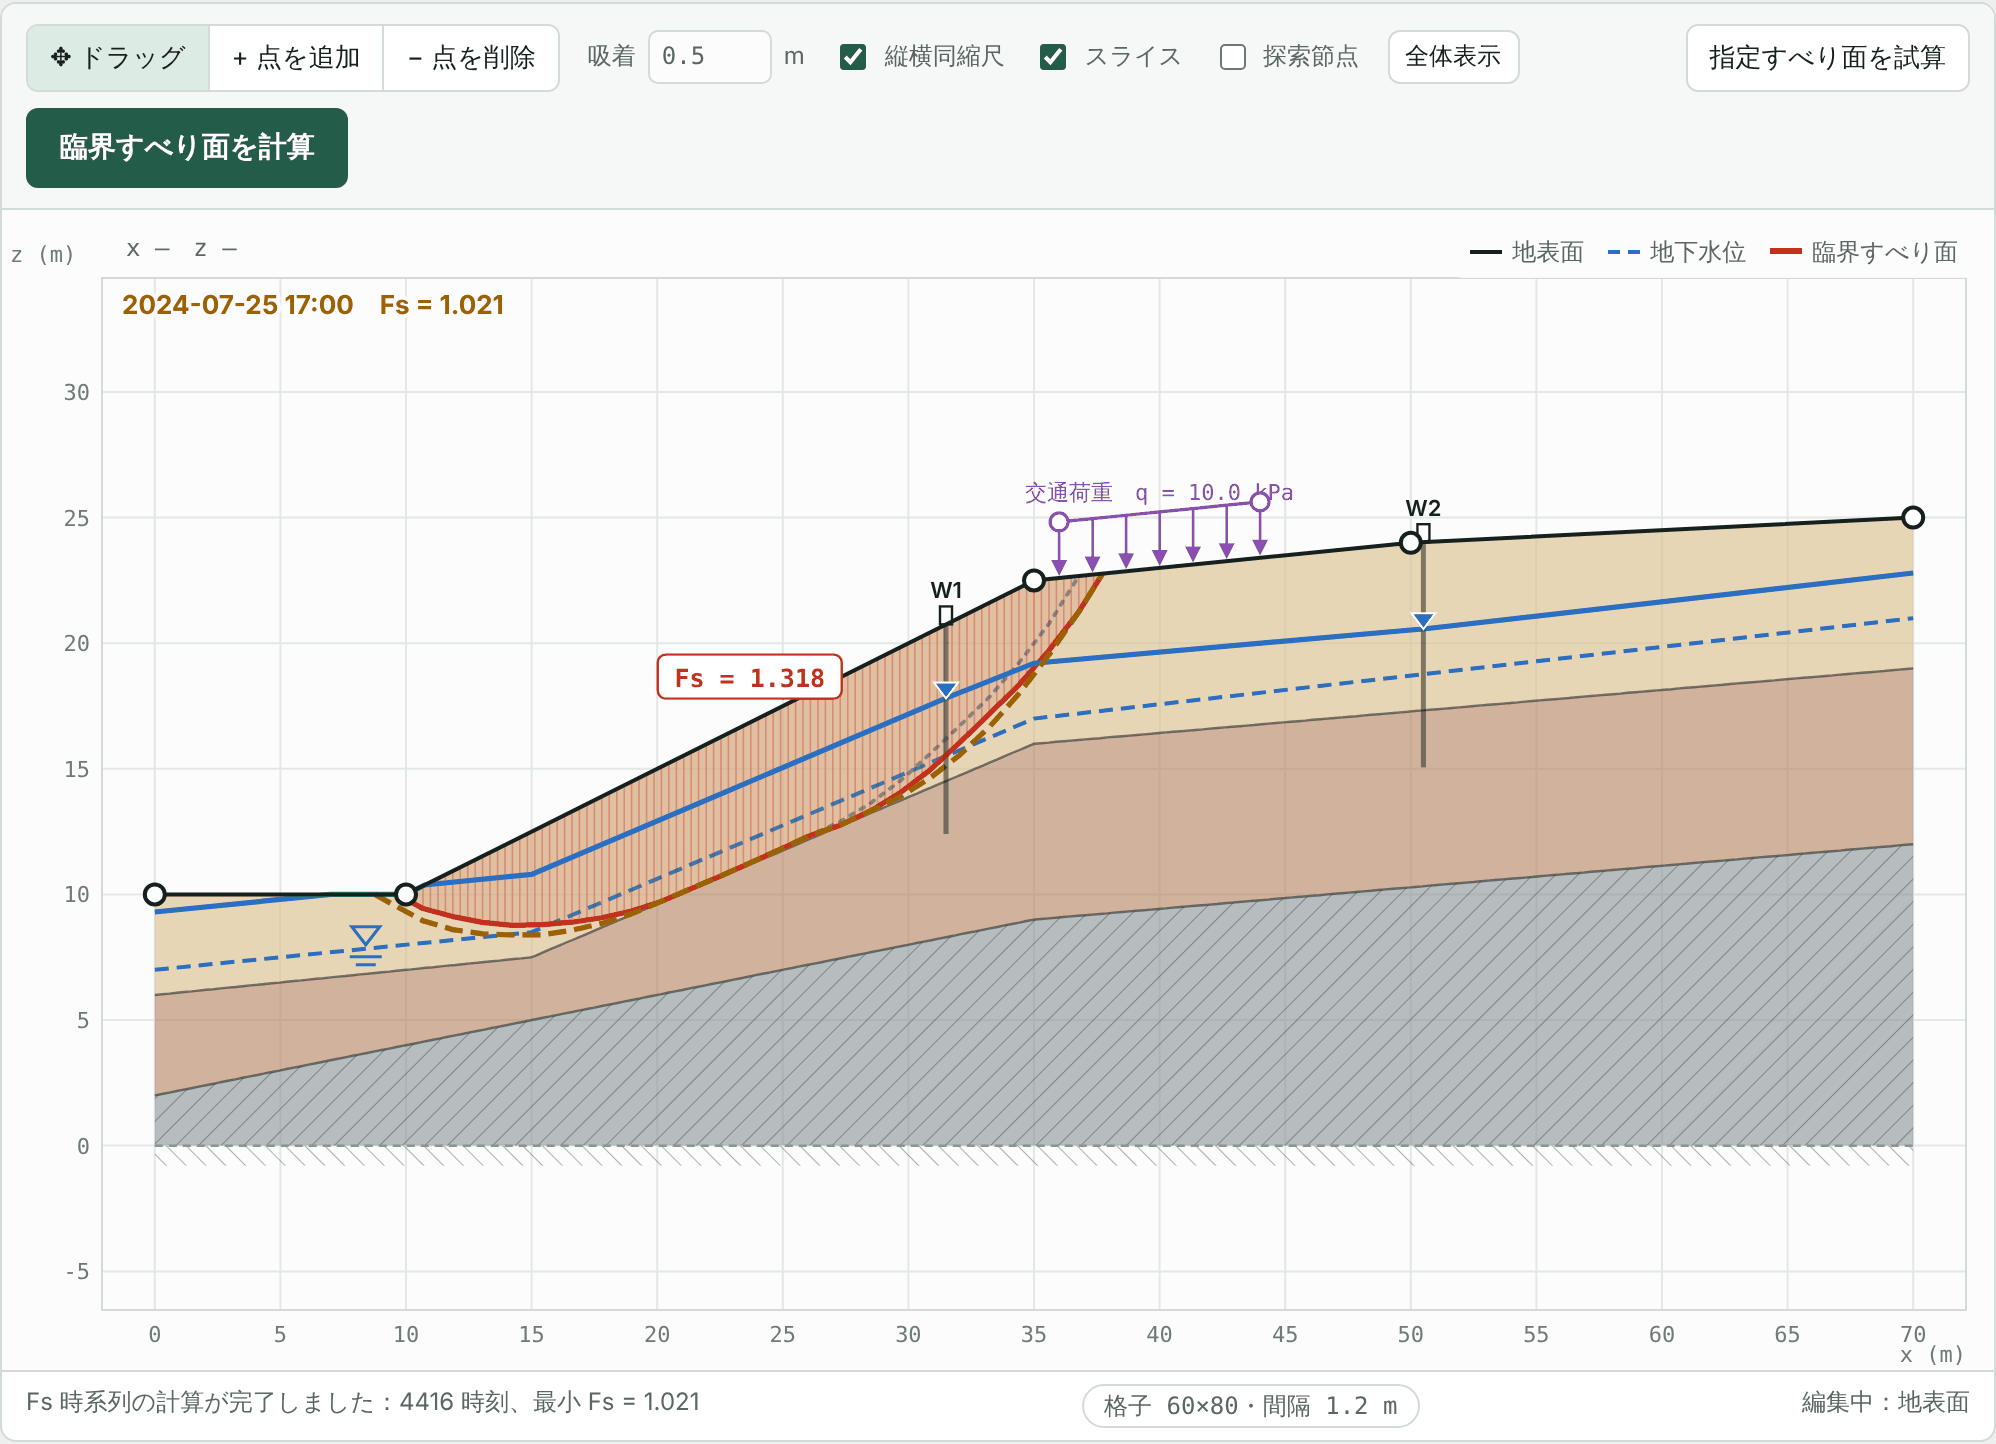 ✥ ドラッグ + 点を追加 − 点を削除 吸着 0.5 m 縦横同縮尺 スライス 探索節点 全体表示 指定すべり面を試算
臨界すべり面を計算
z (m) x — z — 地表面 地下水位 臨界すべり面
2024-07-25 17:00 Fs = 1.021
30
交通荷重 q = 10.0 kPa
W2
25
W1
20
Fs = 1.318
15
10
5
0
-5
0 5 10 15 20 25 30 35 40 45 50 55 60 65 70
x (m)
Fs 時系列の計算が完了しました：4416 時刻、最小 Fs = 1.021 格子 60×80・間隔 1.2 m 編集中：地表面